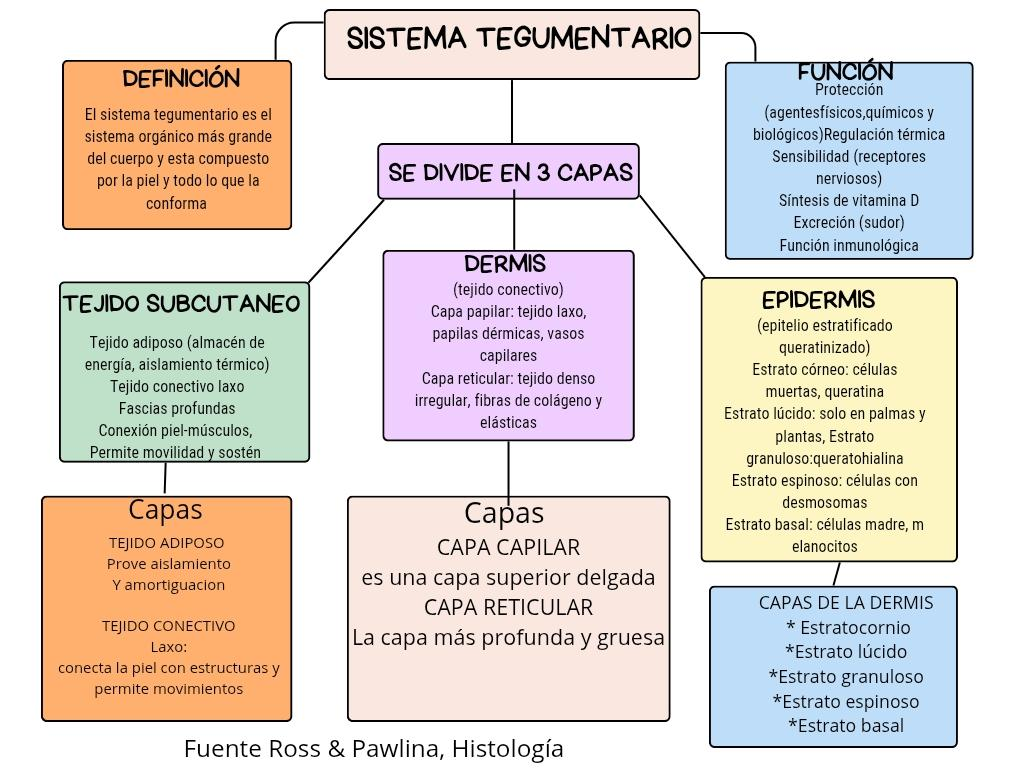 SISTEMA TEGUMENTARIO
DEFINICIÓN
El sistema tegumentario es el
sistema orgánico más grande
del cuerpo y esta compuesto
por la piel y todo lo que la
conforma
FUNCIÓN
Protección
(agentesfísicos,químicos y
biológicos)Regulación térmica
Sensibilidad (receptores
nerviosos)
Síntesis de vitamina D
Excreción (sudor)
Función inmunológica
SE DIVIDE EN 3 CAPAS
TEJIDO SUBCUTANEO
Tejido adiposo (almacén de
energía, aislamiento térmico)
Tejido conectivo laxo
Fascias profundas
Conexión piel-músculos,
Permite movilidad y sostén
DERMIS
(tejido conectivo)
Capa papilar: tejido laxo,
papilas dérmicas, vasos
capilares
Capa reticular: tejido denso
irregular, fibras de colágeno y
elásticas
EPIDERMIS
(epitelio estratificado
queratinizado)
Estrato córneo: células
muertas, queratina
Estrato lúcido: solo en palmas y
plantas, Estrato
granuloso:queratohialina
Estrato espinoso: células con
desmosomas
Estrato basal: células madre, m
elanocitos
Capas
TEJIDO ADIPOSO
Prove aislamiento
Y amortiguacion
TEJIDO CONECTIVO
Laxo:
conecta la piel con estructuras y
permite movimientos
Capas
CAPA CAPILAR
es una capa superior delgada
CAPA RETICULAR
La capa más profunda y gruesa
CAPAS DE LA DERMIS
* Estratocornio
*Estrato lúcido
*Estrato granuloso
*Estrato espinoso
*Estrato basal
Fuente Ross & Pawlina, Histología